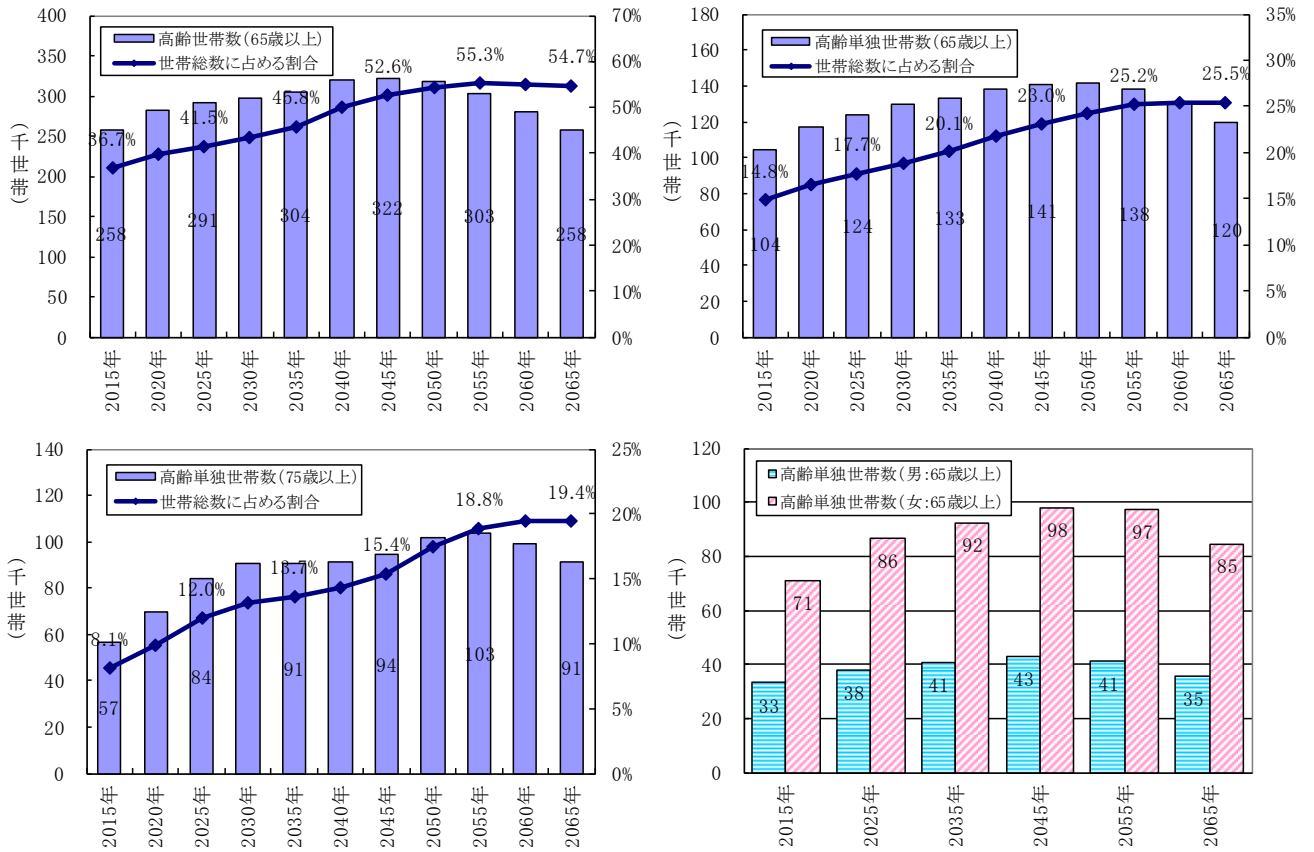 高齢世帯数(65歳以上)
世帯総数に占める割合
400
350
300
250
200
150
100
50
0
(千世帯)
70%
60%
50%
40%
30%
20%
10%
0%
36.7%
41.5%
45.8%
52.6%
55.3%
54.7%
258
291
304
322
303
258
2015年
2020年
2025年
2030年
2035年
2040年
2045年
2050年
2055年
2060年
2065年
高齢単独世帯数(65歳以上)
世帯総数に占める割合
180
160
140
120
100
80
60
40
20
0
(千世帯)
35%
30%
25%
20%
15%
10%
5%
0%
14.8%
17.7%
20.1%
23.0%
25.2%
25.5%
104
124
133
141
138
120
2015年
2020年
2025年
2030年
2035年
2040年
2045年
2050年
2055年
2060年
2065年
高齢単独世帯数(75歳以上)
世帯総数に占める割合
140
120
100
80
60
40
20
0
(千世帯)
25%
20%
15%
10%
5%
0%
8.1%
12.0%
13.7%
15.4%
18.8%
19.4%
57
84
91
94
103
91
2015年
2020年
2025年
2030年
2035年
2040年
2045年
2050年
2055年
2060年
2065年
高齢単独世帯数(男:65歳以上)
高齢単独世帯数(女:65歳以上)
120
100
80
60
40
20
0
(千世帯)
33
71
38
86
41
92
43
98
41
97
35
85
2015年
2025年
2035年
2045年
2055年
2065年